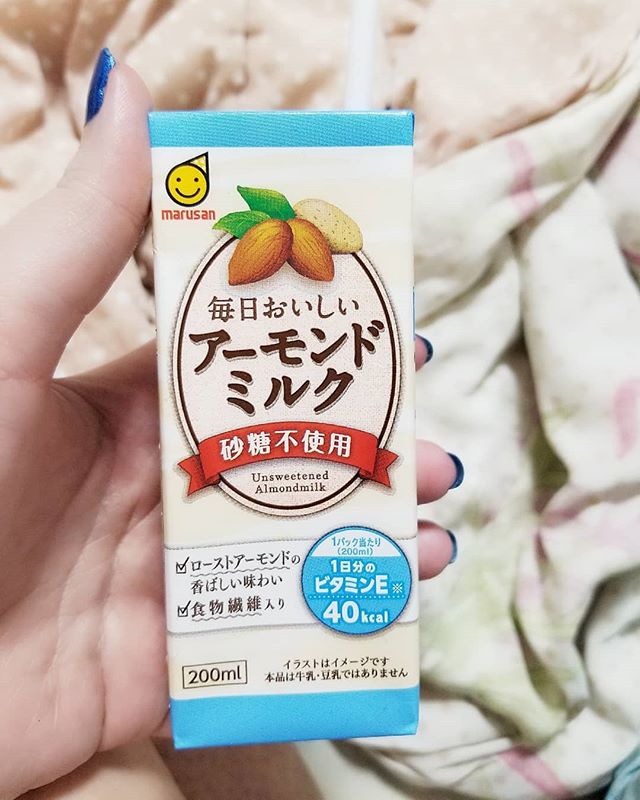 marusan
毎日おいしい
アーモンド
ミルク
砂糖不使用
Unsweetened
Almondmilk
ローストアーモンドの
香ばしい味わい
食物繊維入り
1パック当たり
(200ml)
1日分の
ビタミンE※
40kcal
200ml
イラストはイメージです
本品は牛乳・豆乳ではありません